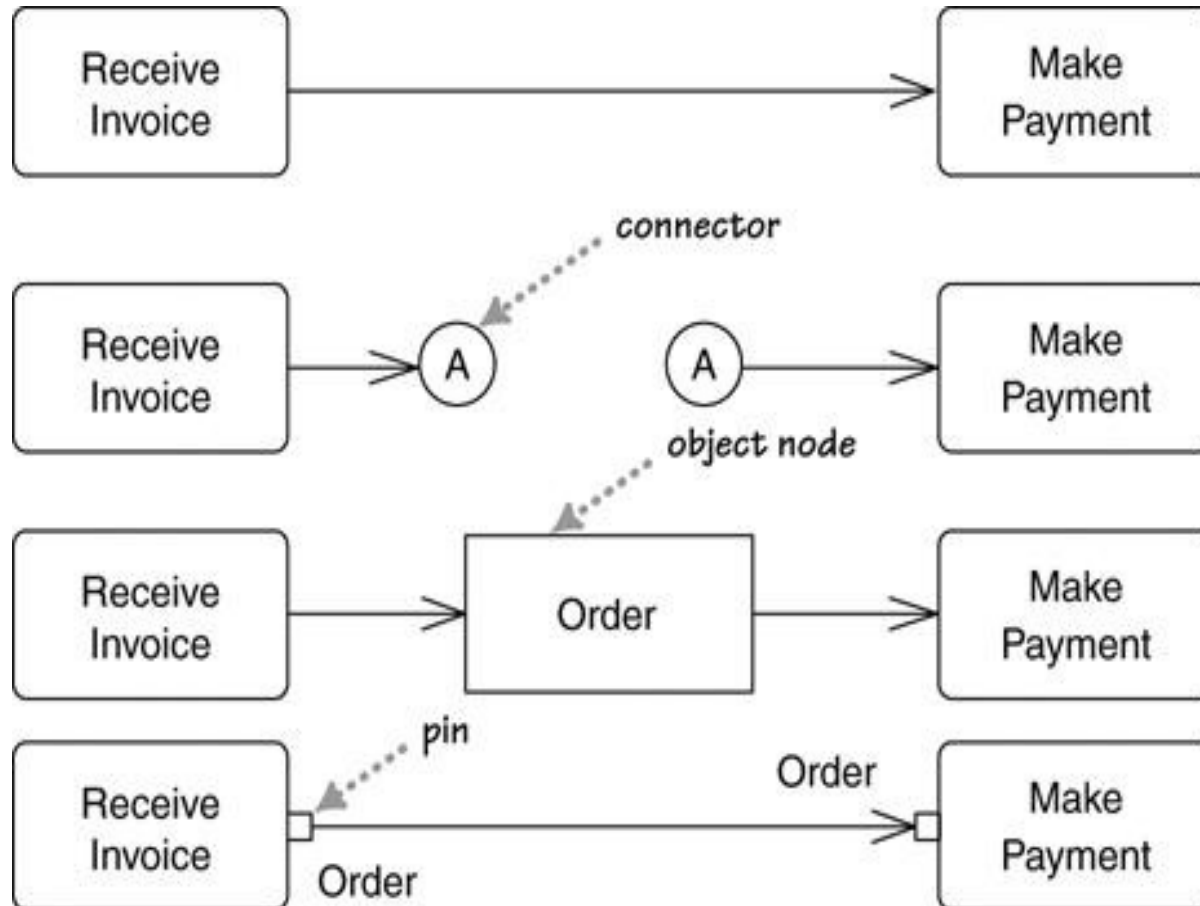 Receive
Invoice
Make
Payment
connector
Receive
Invoice
A
A
Make
Payment
object node
Receive
Invoice
Order
Make
Payment
pin
Receive
Invoice
Order
Order
Make
Payment